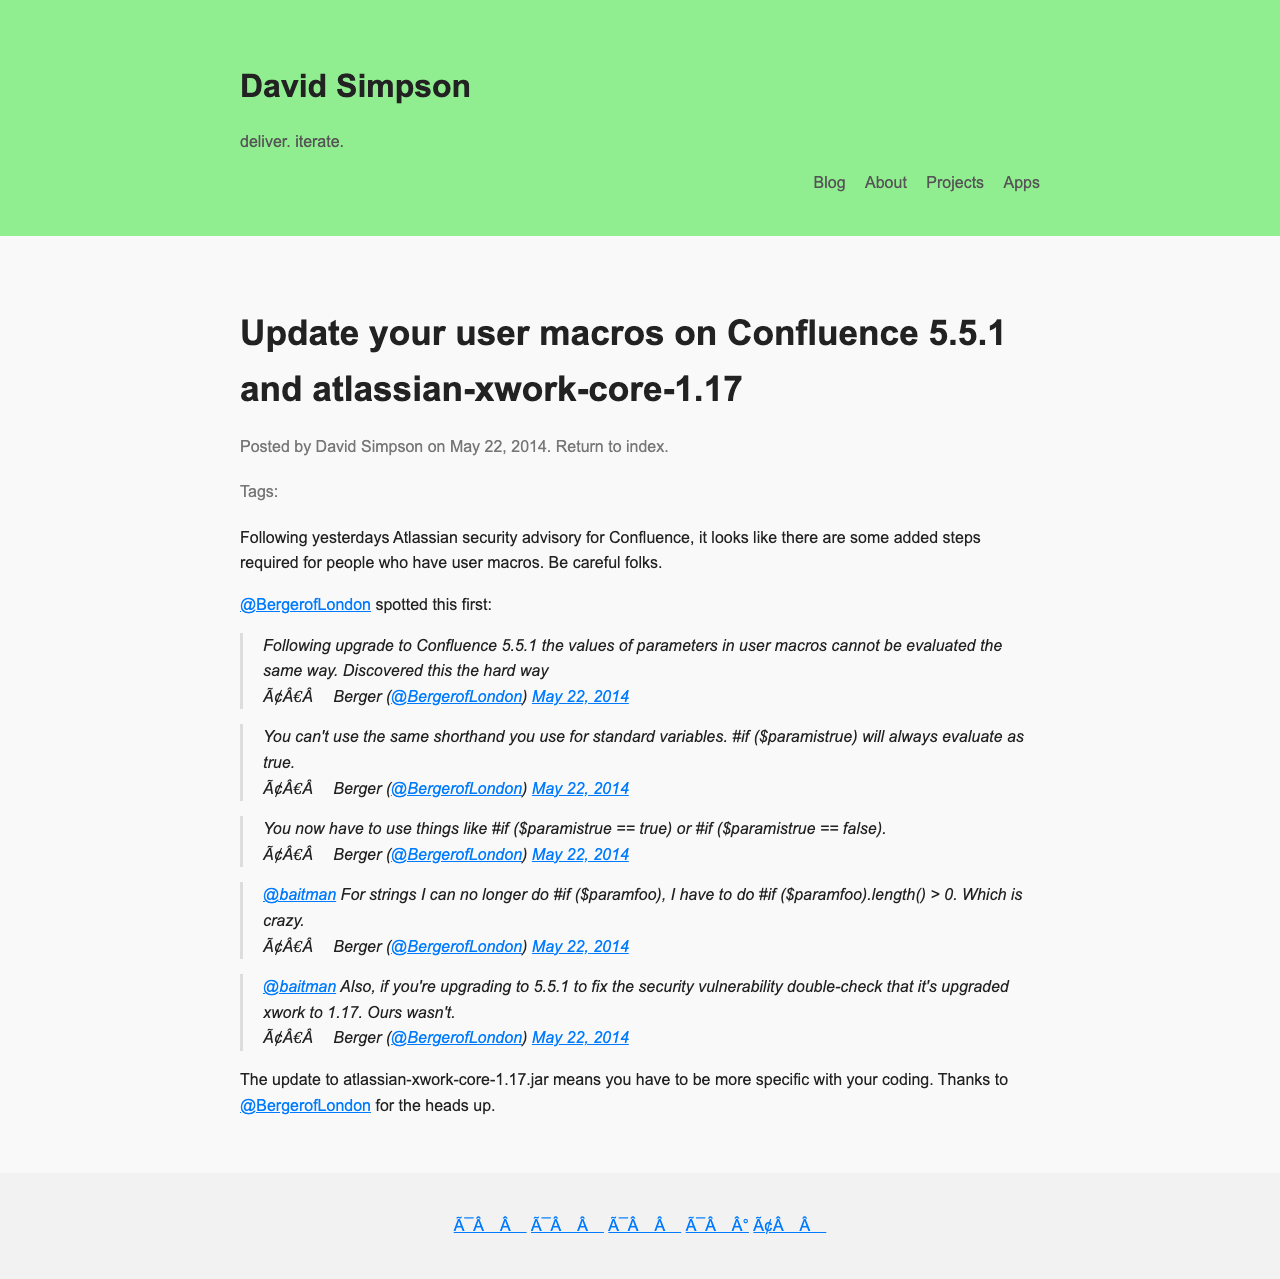 David Simpson
deliver. iterate.
Blog About Projects Apps
Update your user macros on Confluence 5.5.1
and atlassian-xwork-core-1.17
Posted by David Simpson on May 22, 2014. Return to index.
Tags:
Following yesterdays Atlassian security advisory for Confluence, it looks like there are some added steps
required for people who have user macros. Be careful folks.
@BergerofLondon spotted this first:
Following upgrade to Confluence 5.5.1 the values of parameters in user macros cannot be evaluated the
same way. Discovered this the hard way
Ã¢Â€Â Berger (@BergerofLondon) May 22, 2014
You can't use the same shorthand you use for standard variables. #if ($paramistrue) will always evaluate as
true.
Ã¢Â€Â Berger (@BergerofLondon) May 22, 2014
You now have to use things like #if ($paramistrue == true) or #if ($paramistrue == false).
Ã¢Â€Â Berger (@BergerofLondon) May 22, 2014
@baitman For strings I can no longer do #if ($paramfoo), I have to do #if ($paramfoo).length() > 0. Which is
crazy.
Ã¢Â€Â Berger (@BergerofLondon) May 22, 2014
@baitman Also, if you're upgrading to 5.5.1 to fix the security vulnerability double-check that it's upgraded
xwork to 1.17. Ours wasn't.
Ã¢Â€Â Berger (@BergerofLondon) May 22, 2014
The update to atlassian-xwork-core-1.17.jar means you have to be more specific with your coding. Thanks to
@BergerofLondon for the heads up.
Ã¯Â Â Ã¯Â Â Ã¯Â Â Ã¯Â Â° Ã¢Â Â